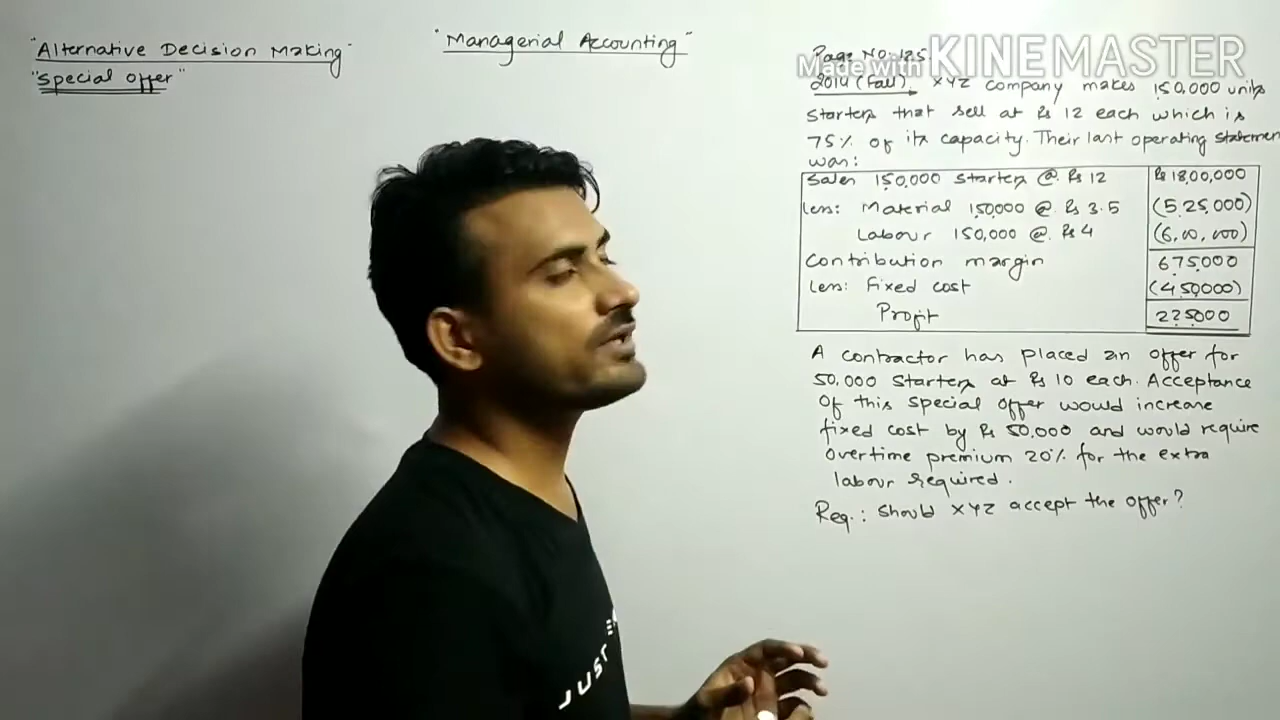 "Alternative Decision Making"
"Special offer"
"Managerial Accounting"
Page No: 125
Made with KINEMASTER
2014 (Fall), XYZ company makes 150,000 units
Starters that sell at Rs 12 each which is
75% of its capacity. Their last operating statemen
was:
Sales 150,000 Starters @ Rs 12 Rs 18,00,000
less: Material 150,000 @ Rs 3.5 (5,25,000)
Labour 150,000 @ Rs 4 (6,00,000)
Contribution margin 675,000
less: Fixed cost (450,000)
Profit 225000
A contractor has placed an offer for
50,000 Starters at Rs 10 each. Acceptance
Of this special offer would increase
fixed cost by Rs 50,000 and would require
Overtime premium 20% for the extra
labour required.
Req.: Should XYZ accept the offer?
JUST